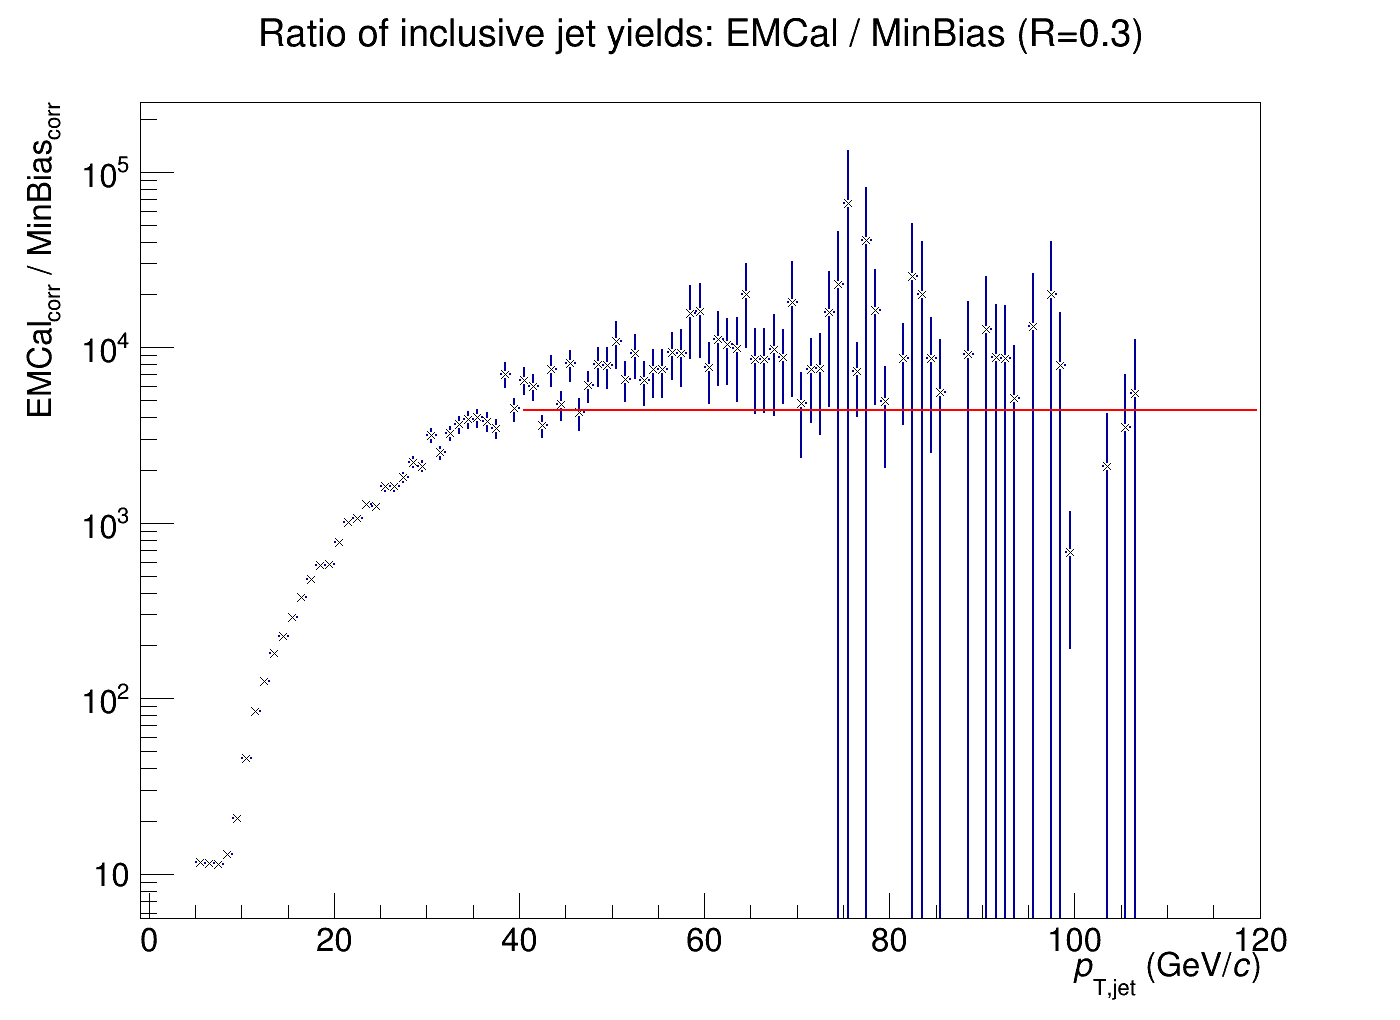 Ratio of inclusive jet yields: EMCal / MinBias (R=0.3)
EMCal_corr / MinBias_corr
10^5
10^4
10^3
10^2
10
0 20 40 60 80 100 120
p_T,jet (GeV/c)